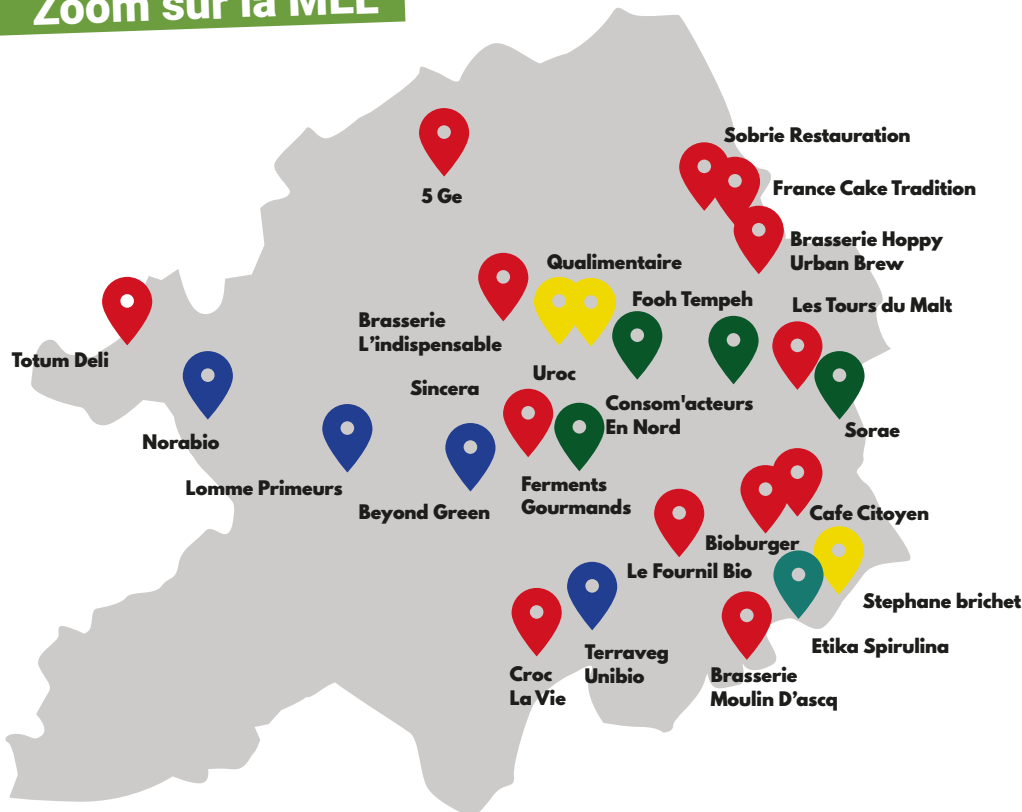 Zoom sur la MEL
Sobrie Restauration
5 Ge
France Cake Tradition
Brasserie Hoppy
Urban Brew
Qualimentaire
Fooh Tempeh
Les Tours du Malt
Brasserie
L’indispensable
Totum Deli
Uroc
Sincera
Consom'acteurs
En Nord
Sorae
Norabio
Lomme Primeurs
Ferments
Gourmands
Beyond Green
Cafe Citoyen
Bioburger
Le Fournil Bio
Stephane brichet
Etika Spirulina
Terraveg
Unibio
Croc
La Vie
Brasserie
Moulin D’ascq